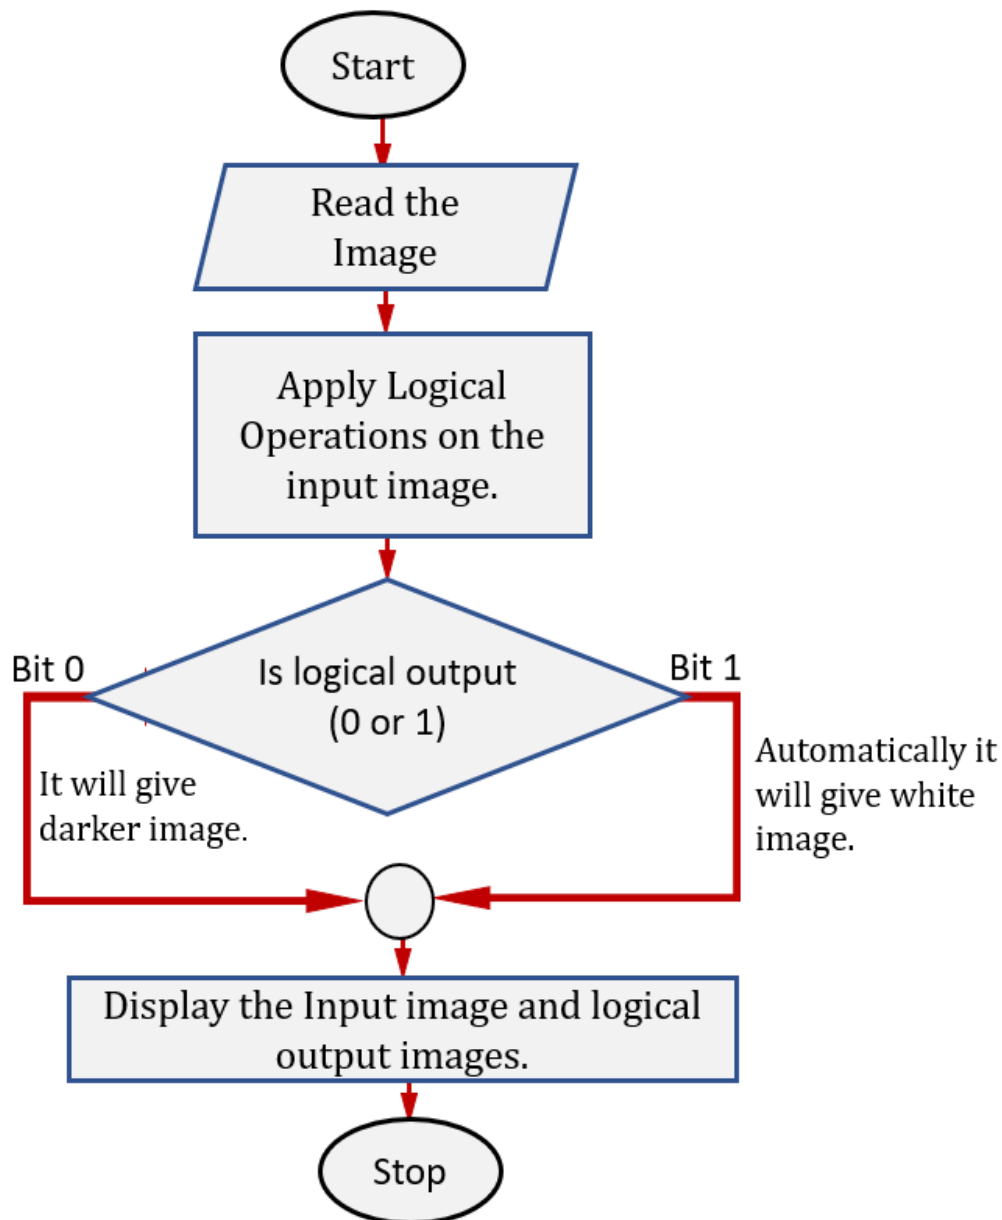 Start
Read the
Image
Apply Logical
Operations on the
input image.
Is logical output
(0 or 1)
Bit 0
Bit 1
It will give
darker image.
Automatically it
will give white
image.
Display the Input image and logical
output images.
Stop